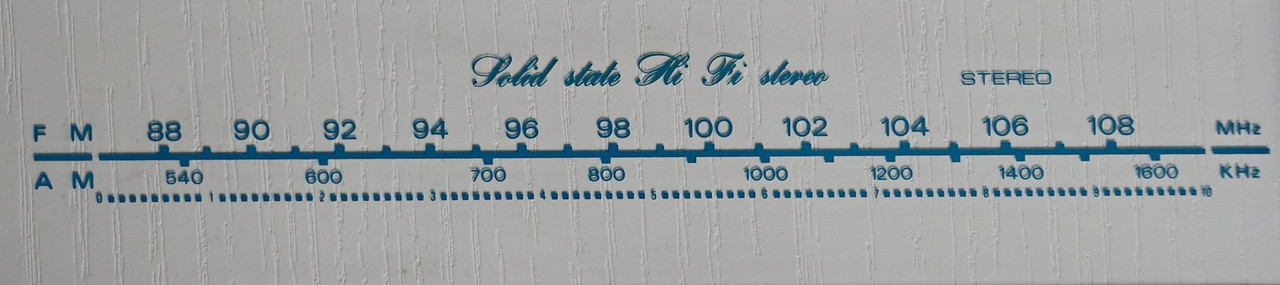 Solid state Hi Fi stereo STEREO
F M 88 90 92 94 96 98 100 102 104 106 108 MHz
A M 540 600 700 800 1000 1200 1400 1600 KHz
0 1 2 3 4 5 6 7 8 9 10